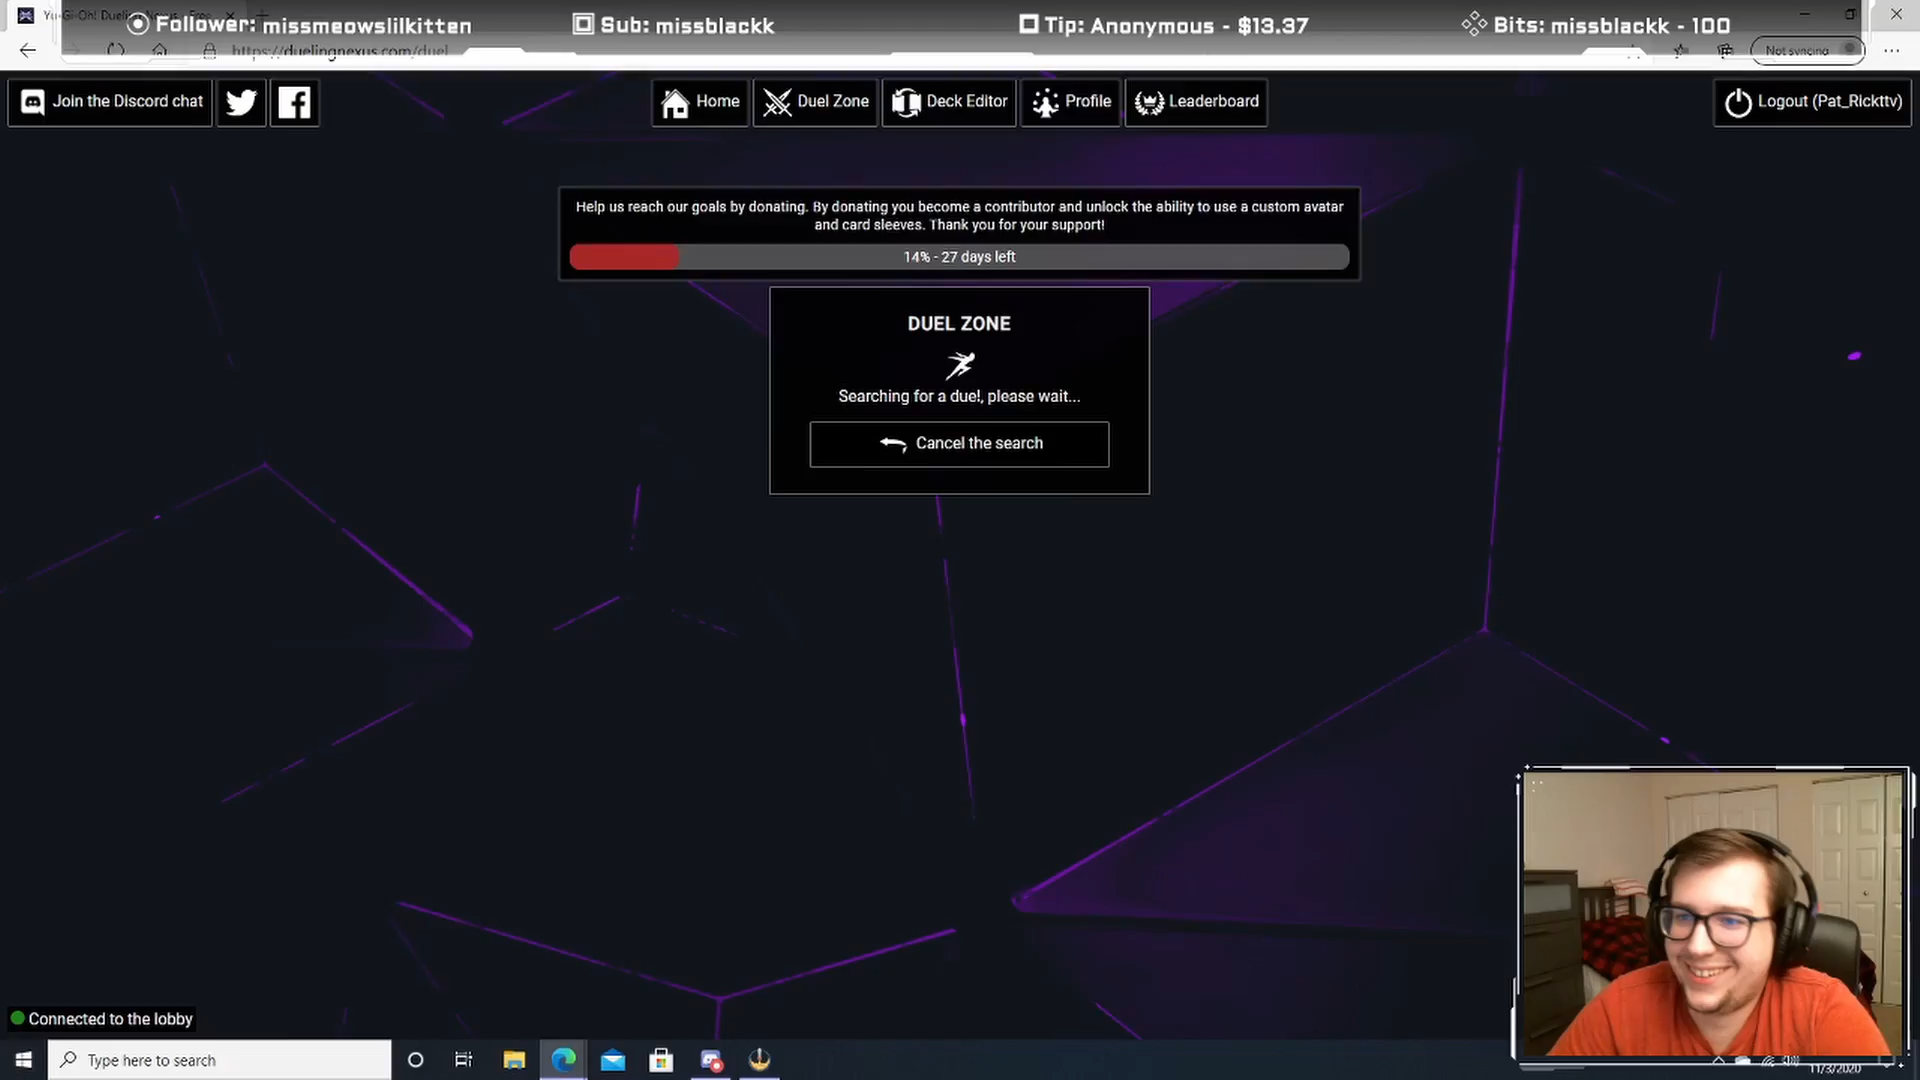 Follower: missmeowslilkitten
Sub: missblackk
Tip: Anonymous - $13.37
Bits: missblackk - 100
https://duelingnexus.com/duel
Not syncing
Join the Discord chat
Home
Duel Zone
Deck Editor
Profile
Leaderboard
Logout (Pat_Rickttv)
Help us reach our goals by donating. By donating you become a contributor and unlock the ability to use a custom avatar
and card sleeves. Thank you for your support!
14% - 27 days left
DUEL ZONE
Searching for a duel, please wait...
Cancel the search
Connected to the lobby
Type here to search
11/3/2020